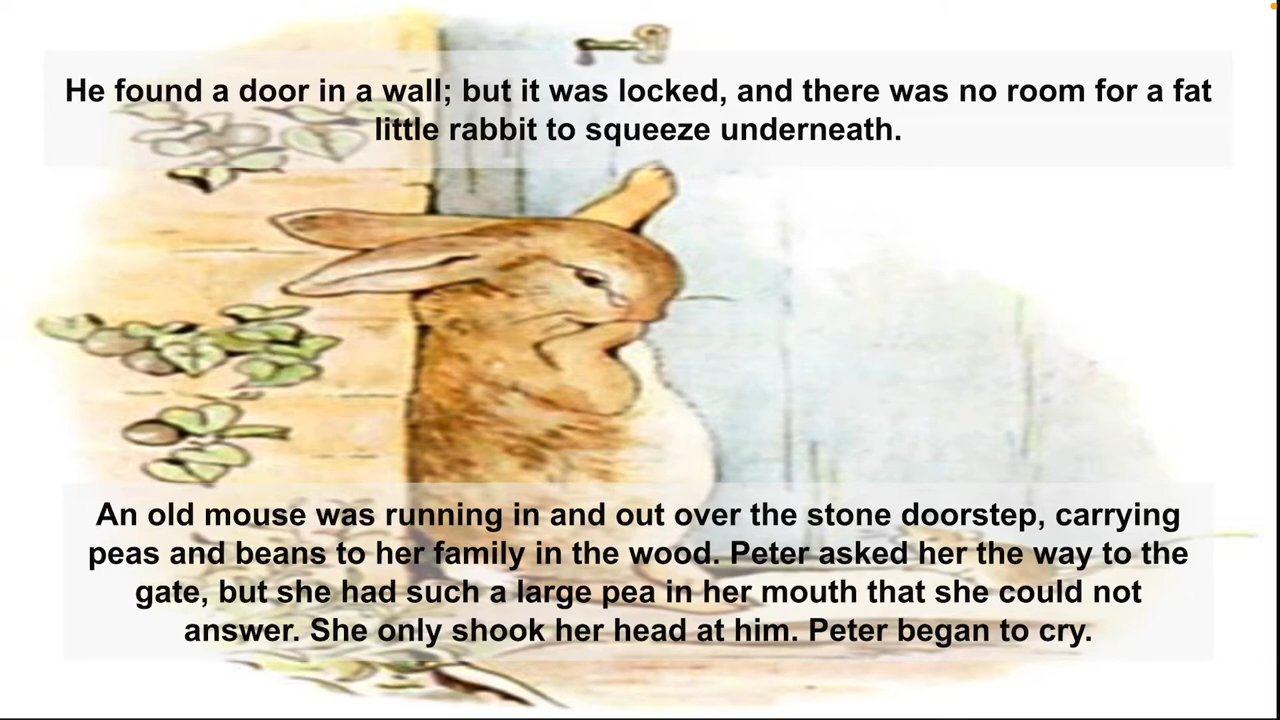 He found a door in a wall; but it was locked, and there was no room for a fat
little rabbit to squeeze underneath.
An old mouse was running in and out over the stone doorstep, carrying
peas and beans to her family in the wood. Peter asked her the way to the
gate, but she had such a large pea in her mouth that she could not
answer. She only shook her head at him. Peter began to cry.